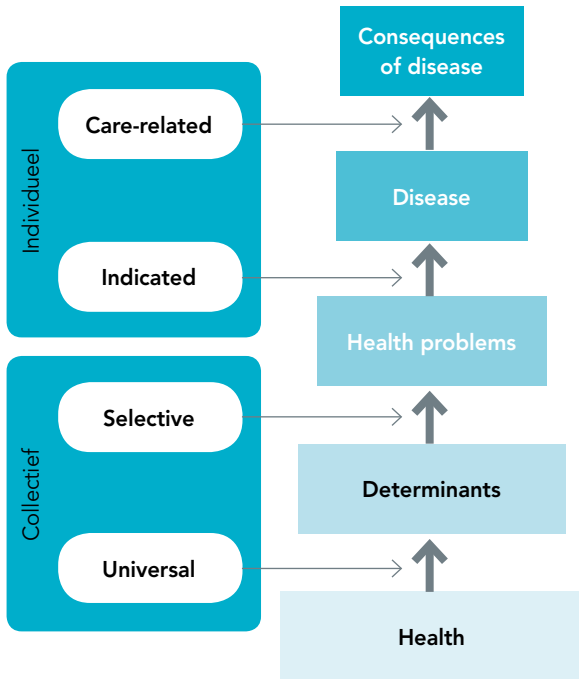 Consequences
of disease
Individueel
Care-related
Disease
Indicated
Health problems
Collectief
Selective
Determinants
Universal
Health